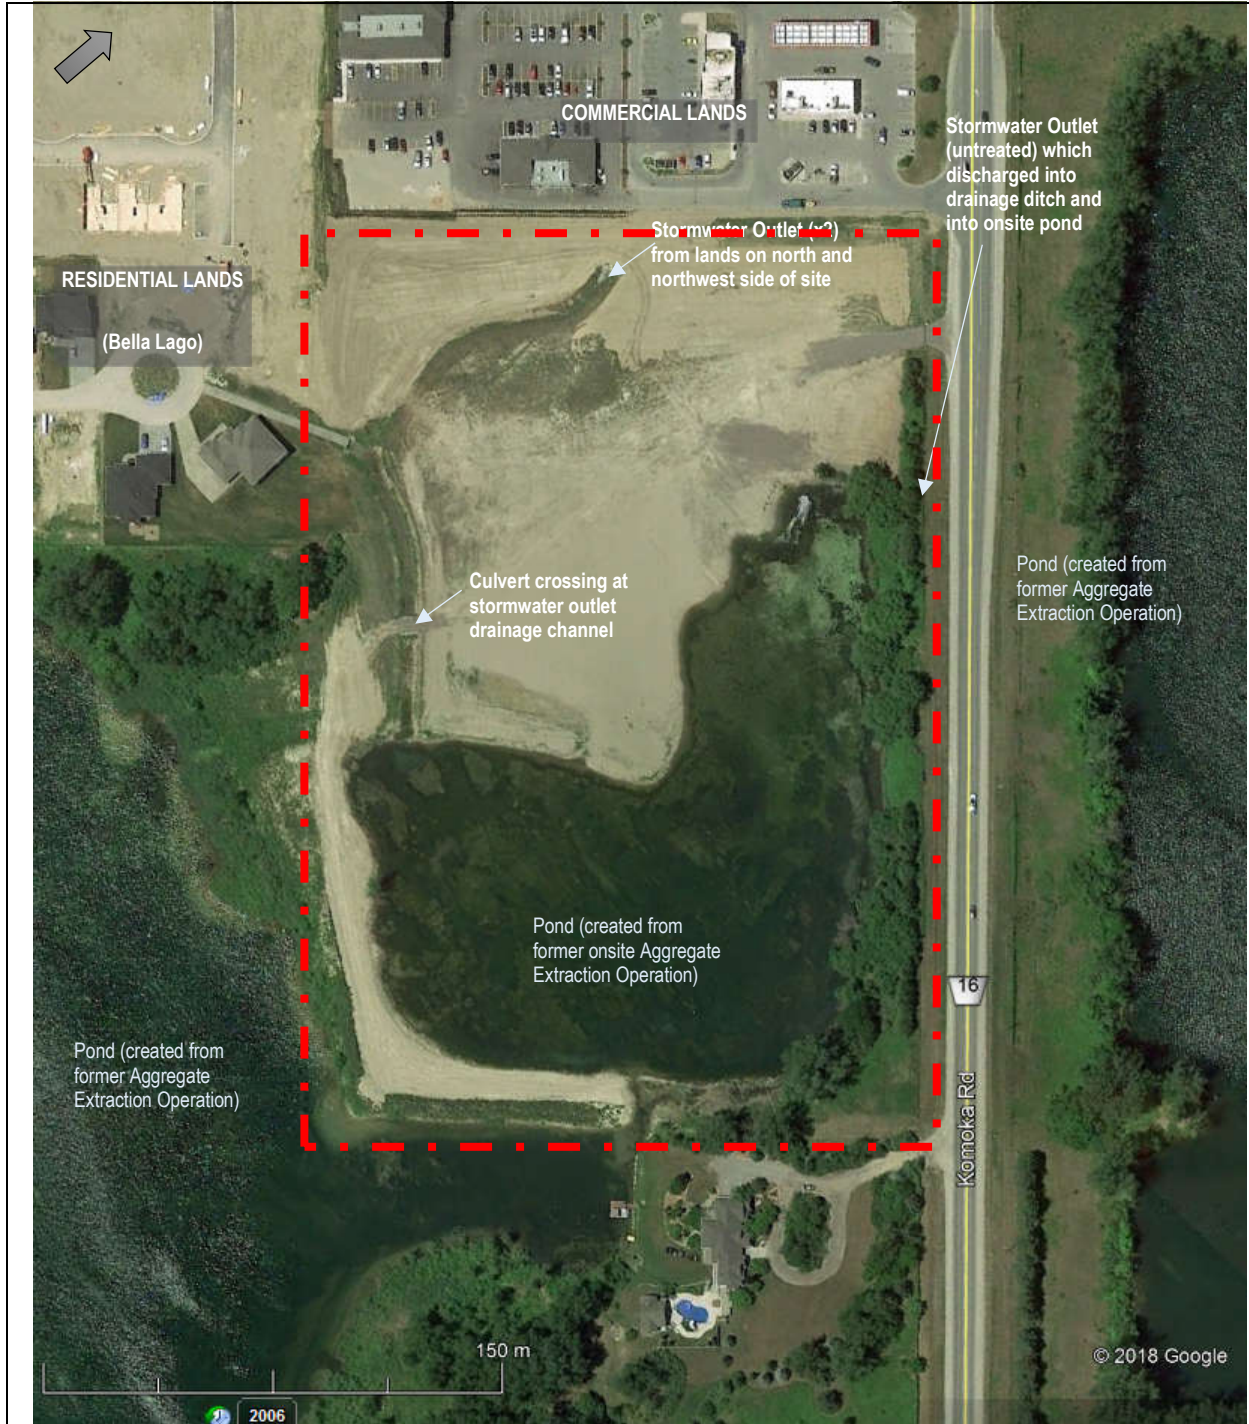 COMMERCIAL LANDS
Stormwater Outlet
(untreated) which
discharged into
drainage ditch and
into onsite pond
Stormwater Outlet (x2)
from lands on north and
northwest side of site
RESIDENTIAL LANDS
(Bella Lago)
Culvert crossing at
stormwater outlet
drainage channel
Pond (created from
former Aggregate
Extraction Operation)
Pond (created from
former onsite Aggregate
Extraction Operation)
16
Pond (created from
former Aggregate
Extraction Operation)
Komoka Rd
150 m
© 2018 Google
2006